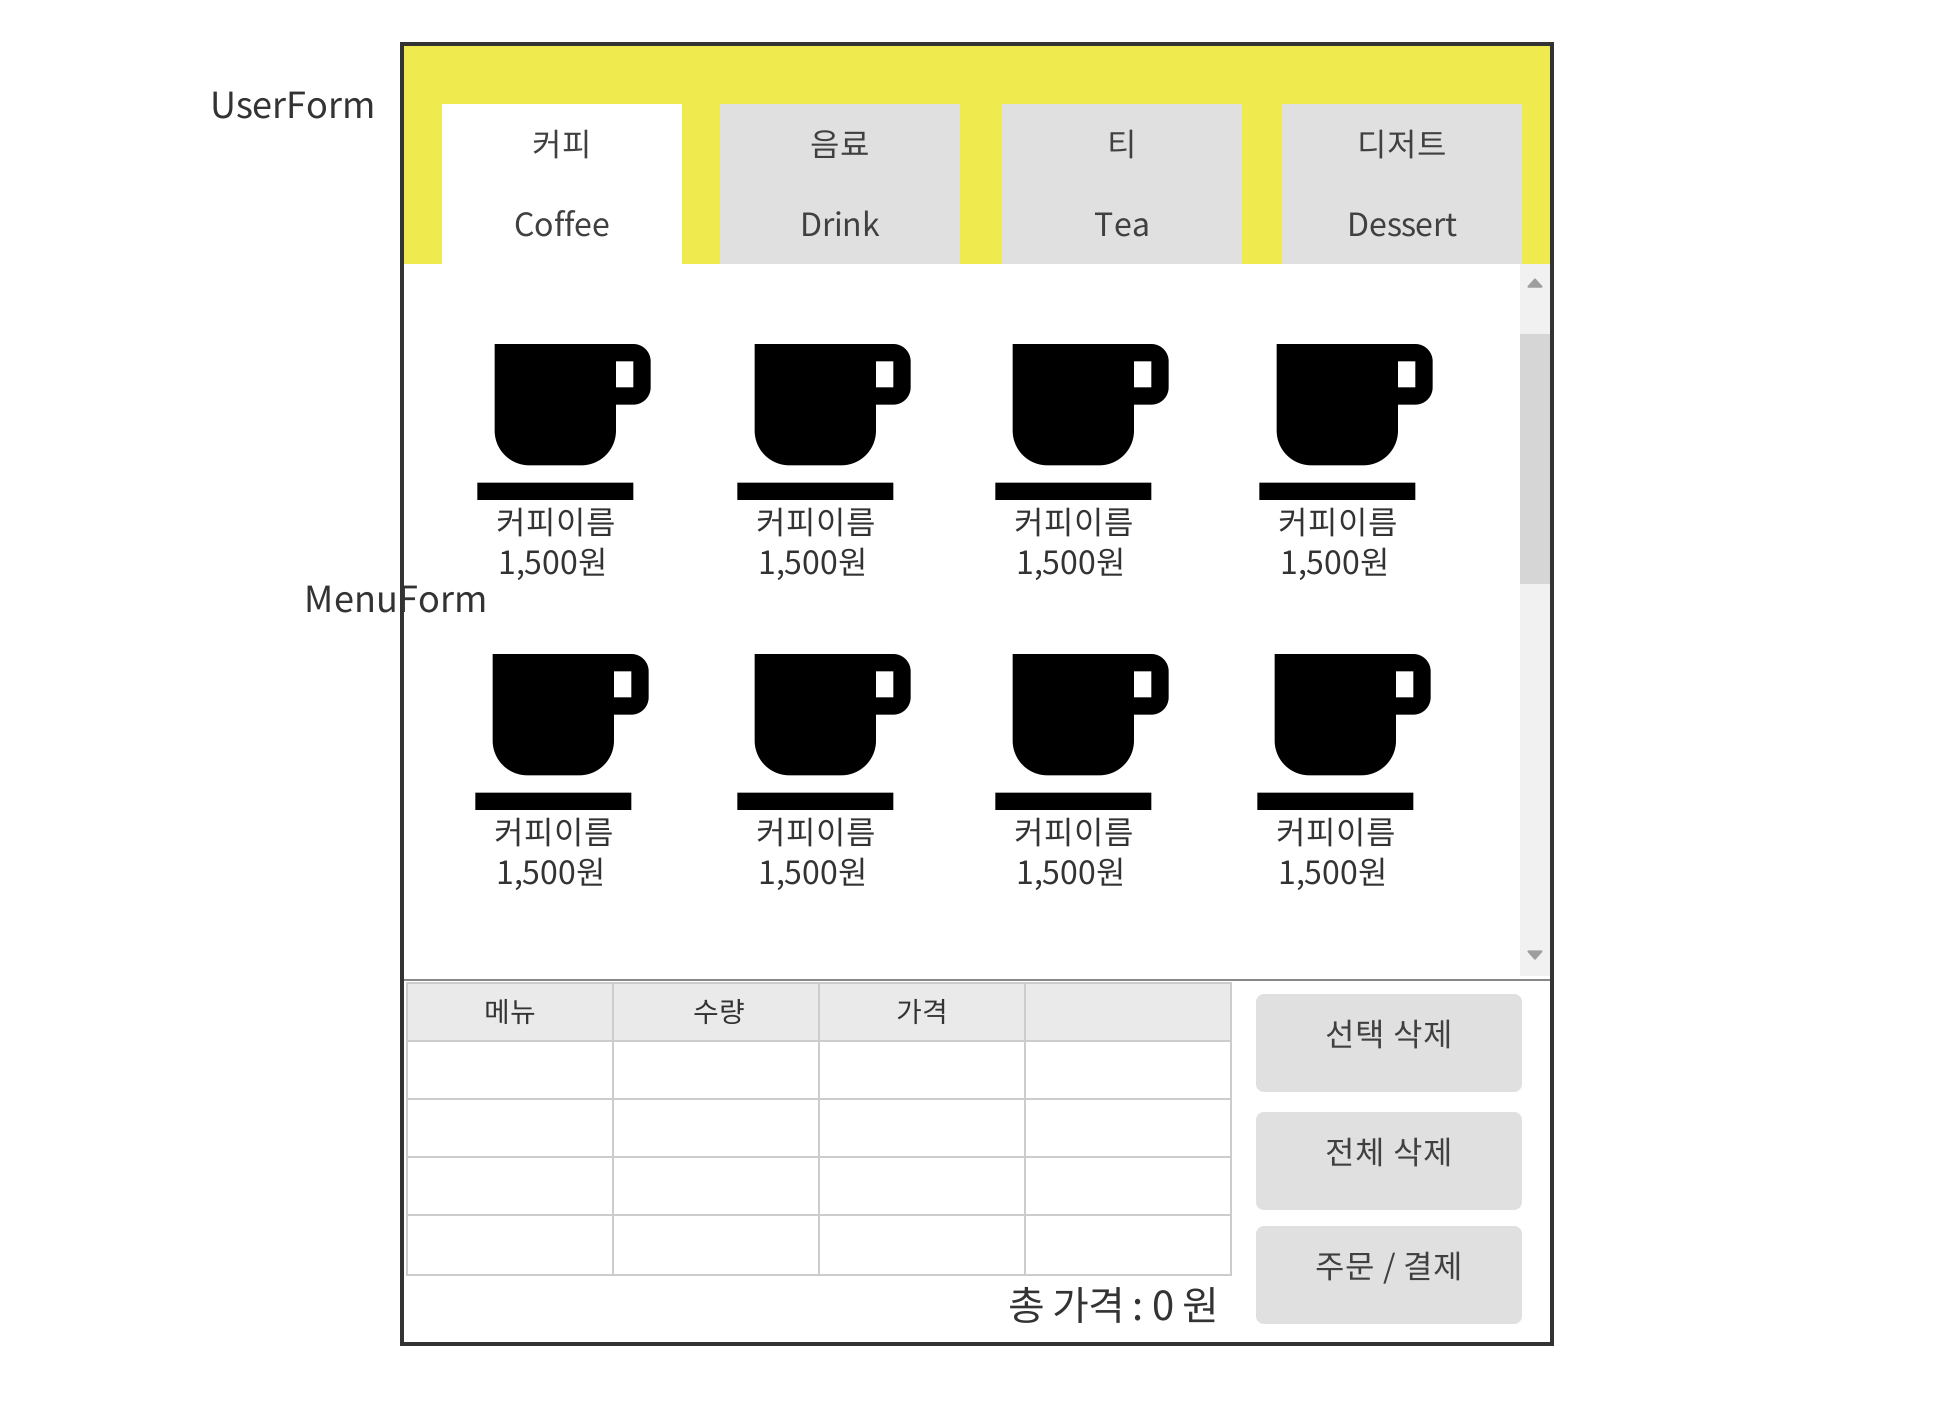 UserForm
커피
음료
티
디저트
Coffee
Drink
Tea
Dessert
커피이름
커피이름
커피이름
커피이름
1,500원
1,500원
1,500원
1,500원
MenuForm
커피이름
커피이름
커피이름
커피이름
1,500원
1,500원
1,500원
1,500원
메뉴
수량
가격
선택 삭제
전체 삭제
주문 / 결제
총 가격 : 0 원